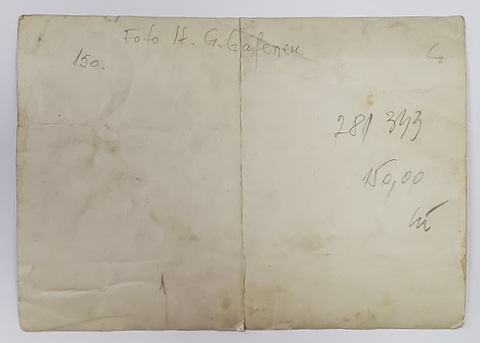 Foto H. G. Gafencu
150.
281 343
150,00